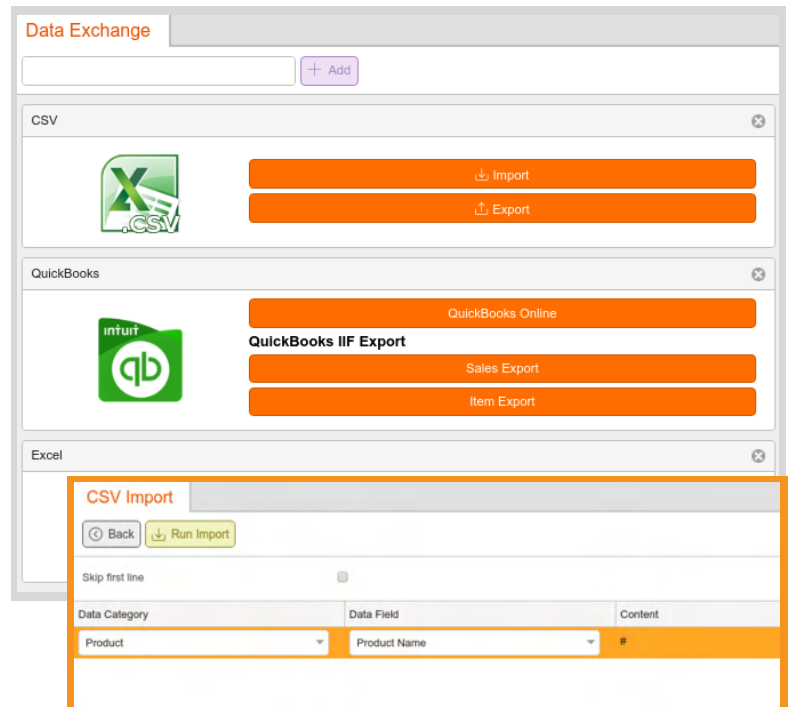 Data Exchange
+ Add
CSV
.CSV
Import
Export
QuickBooks
intuit
qb
QuickBooks Online
QuickBooks IIF Export
Sales Export
Item Export
Excel
CSV Import
Back Run Import
Skip first line
Data Category Data Field Content
Product Product Name #